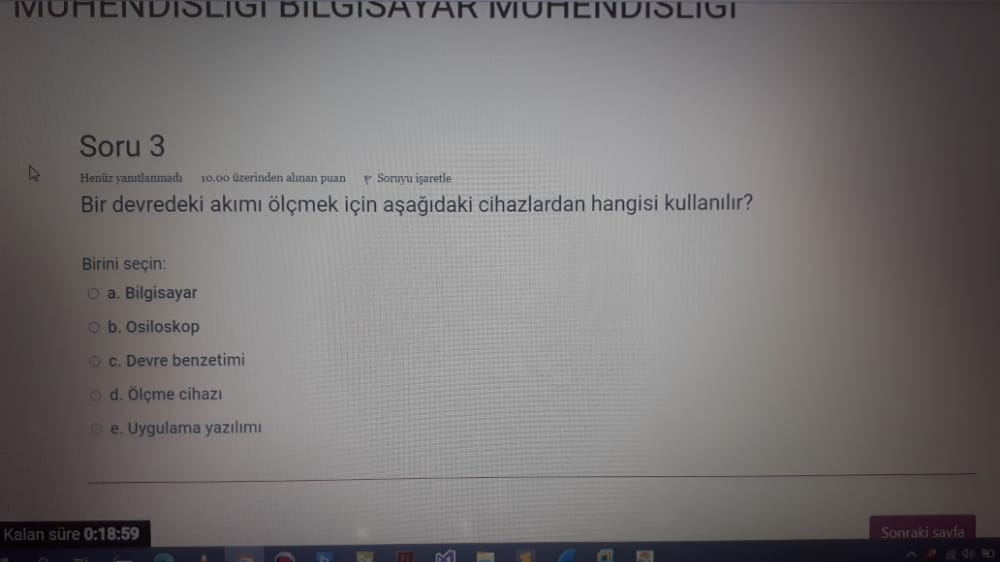 MÜHENDİSLİĞİ BİLGİSAYAR MÜHENDİSLİĞİ
Soru 3
Henüz yanıtlanmadı 10.00 üzerinden alınan puan Soruyu işaretle
Bir devredeki akımı ölçmek için aşağıdaki cihazlardan hangisi kullanılır?
Birini seçin:
a. Bilgisayar
b. Osiloskop
c. Devre benzetimi
d. Ölçme cihazı
e. Uygulama yazılımı
Kalan süre 0:18:59
Sonraki sayfa